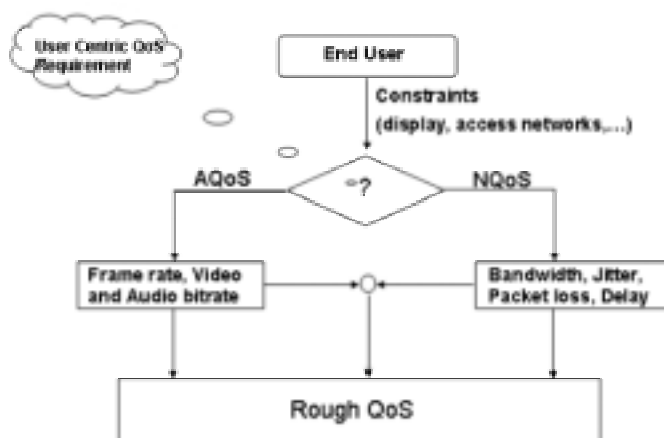 User Centric QoS
Requirement
End User
Constraints
(display, access networks,...)
AQoS
?
NQoS
Frame rate, Video
and Audio bitrate
Bandwidth, Jitter,
Packet loss, Delay
Rough QoS